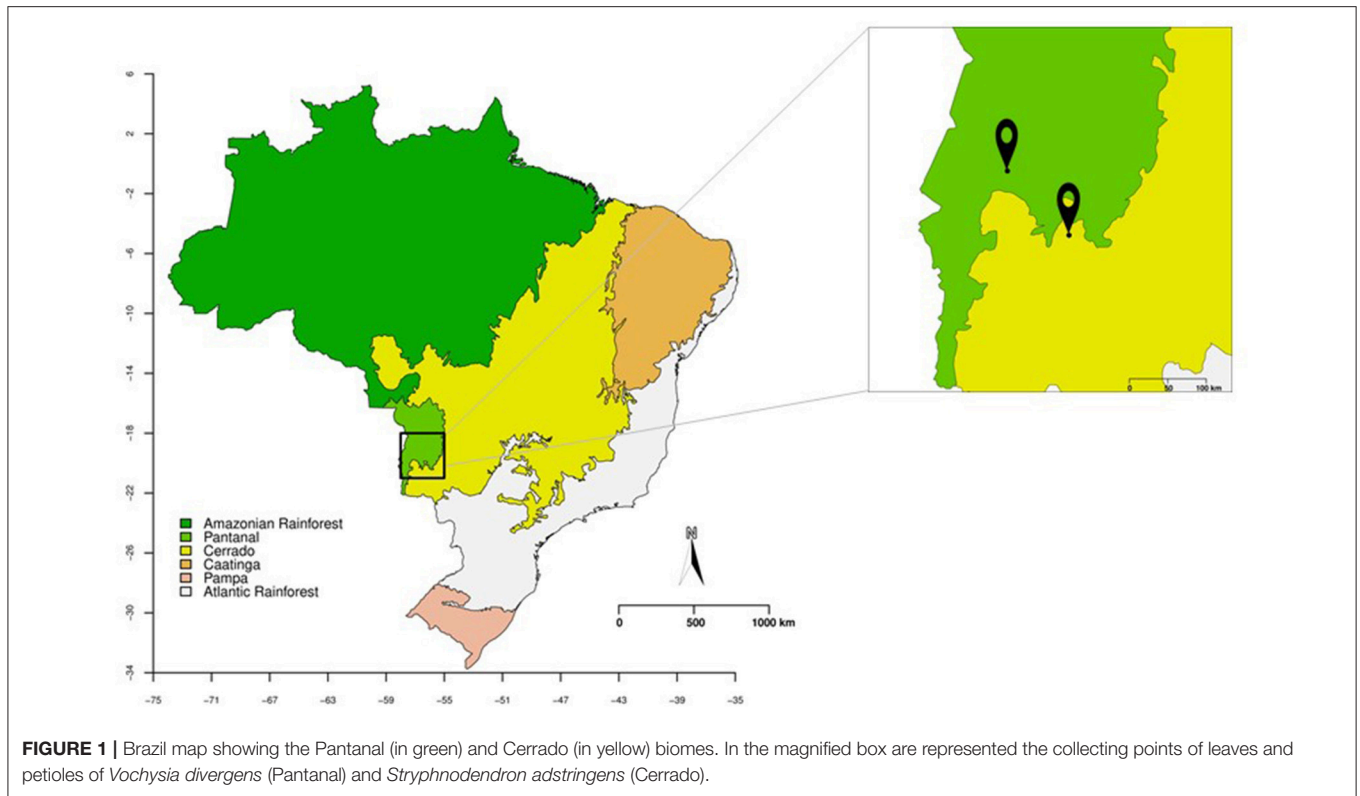 6
2
−2
−6
−10
−14
−18
−22
−26
−30
−34
−75
−71
−67
−63
−59
−55
−51
−47
−43
−39
−35
Amazonian Rainforest
Pantanal
Cerrado
Caatinga
Pampa
Atlantic Rainforest
N
0 500 1000 km
0 50 100 km
FIGURE 1 | Brazil map showing the Pantanal (in green) and Cerrado (in yellow) biomes. In the magnified box are represented the collecting points of leaves and
petioles of Vochysia divergens (Pantanal) and Stryphnodendron adstringens (Cerrado).